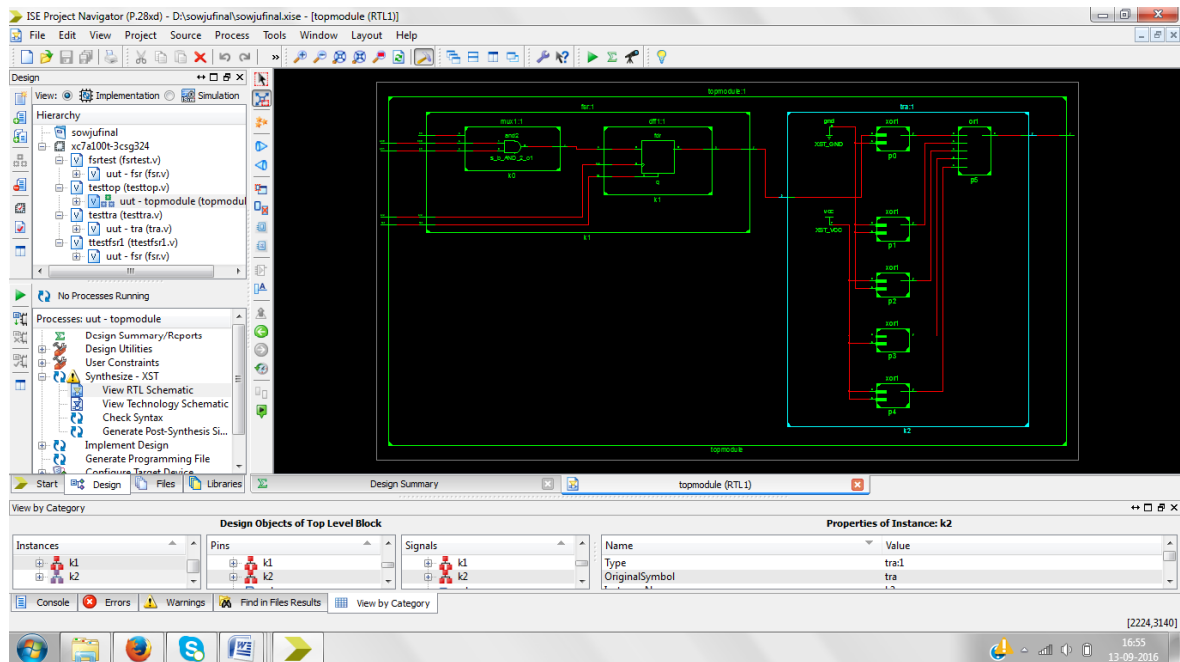 ISE Project Navigator (P.28xd) - D:\sowjufinal\sowjufinal.xise - [topmodule (RTL1)]
File Edit View Project Source Process Tools Window Layout Help
Design
View: Implementation Simulation
Hierarchy
sowjufinal
xc7a100t-3csg324
fsrtest (fsrtest.v)
uut - fsr (fsr.v)
testtop (testtop.v)
uut - topmodule (topmodul
testtra (testtra.v)
uut - tra (tra.v)
ttestfsr1 (ttestfsr1.v)
uut - fsr (fsr.v)
No Processes Running
Processes: uut - topmodule
Design Summary/Reports
Design Utilities
User Constraints
Synthesize - XST
View RTL Schematic
View Technology Schematic
Check Syntax
Generate Post-Synthesis Si...
Implement Design
Generate Programming File
Configure Target Device
topmodule:1
fsr:1
mux1:1
and2
s_o_AND_2_o1
k0
dff1:1
fdr
k1
k1
tra:1
gnd
XST_GND
xor1
p0
or1
p5
vcc
XST_VCC
xor1
p1
xor1
p2
xor1
p3
xor1
p4
k2
topmodule
Start Design Files Libraries
Design Summary
topmodule (RTL1)
View by Category
Design Objects of Top Level Block
Properties of Instance: k2
Instances Pins Signals Name Value
k1 k1 k1 Type tra:1
k2 k2 k2 OriginalSymbol tra
Console Errors Warnings Find in Files Results View by Category
[2224,3140]
16:55
13-09-2016